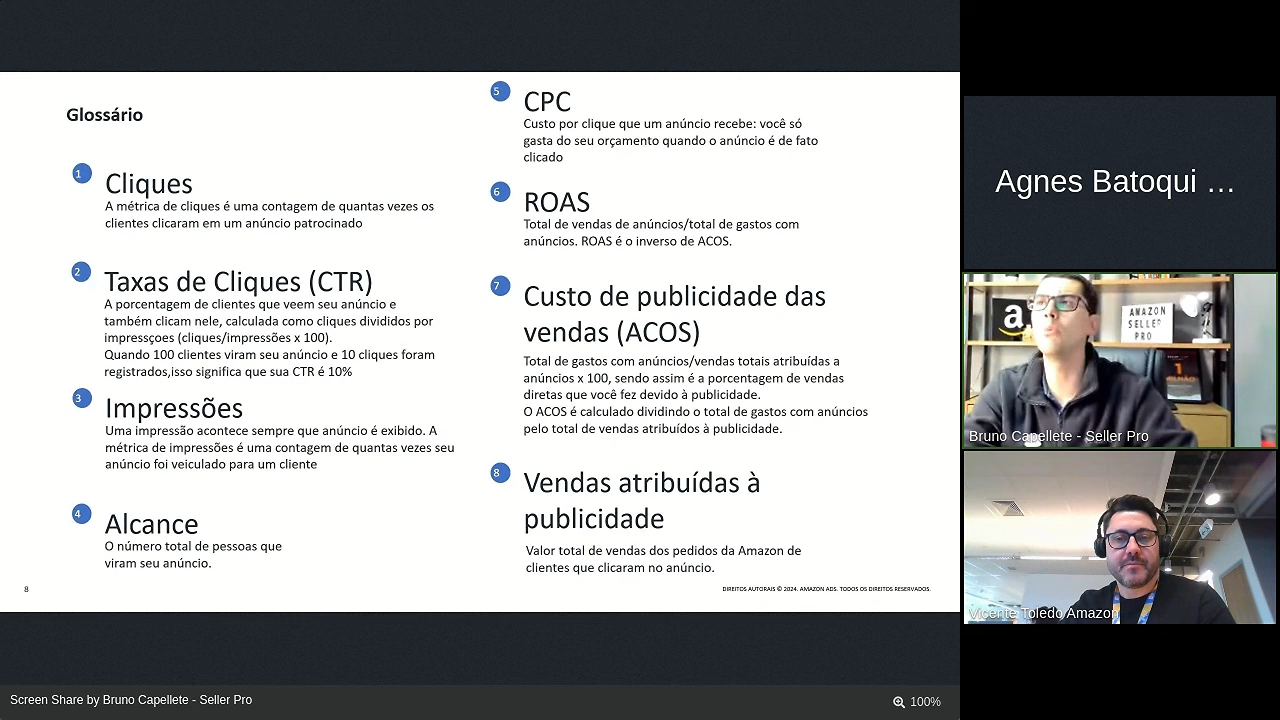 Glossário
1
Cliques
A métrica de cliques é uma contagem de quantas vezes os
clientes clicaram em um anúncio patrocinado
2
Taxas de Cliques (CTR)
A porcentagem de clientes que veem seu anúncio e
também clicam nele, calculada como cliques divididos por
impressçoes (cliques/impressões x 100).
Quando 100 clientes viram seu anúncio e 10 cliques foram
registrados,isso significa que sua CTR é 10%
3
Impressões
Uma impressão acontece sempre que anúncio é exibido. A
métrica de impressões é uma contagem de quantas vezes seu
anúncio foi veiculado para um cliente
4
Alcance
O número total de pessoas que
viram seu anúncio.
8
5
CPC
Custo por clique que um anúncio recebe: você só
gasta do seu orçamento quando o anúncio é de fato
clicado
6
ROAS
Total de vendas de anúncios/total de gastos com
anúncios. ROAS é o inverso de ACOS.
7
Custo de publicidade das
vendas (ACOS)
Total de gastos com anúncios/vendas totais atribuídas a
anúncios x 100, sendo assim é a porcentagem de vendas
diretas que você fez devido à publicidade.
O ACOS é calculado dividindo o total de gastos com anúncios
pelo total de vendas atribuídos à publicidade.
8
Vendas atribuídas à
publicidade
Valor total de vendas dos pedidos da Amazon de
clientes que clicaram no anúncio.
DIREITOS AUTORAIS © 2024. AMAZON ADS. TODOS OS DIREITOS RESERVADOS.
Agnes Batoqui …
a
AMAZON
SELLER
PRO
1
Bruno Capellete - Seller Pro
Vicente Toledo Amazon
Screen Share by Bruno Capellete - Seller Pro
100%